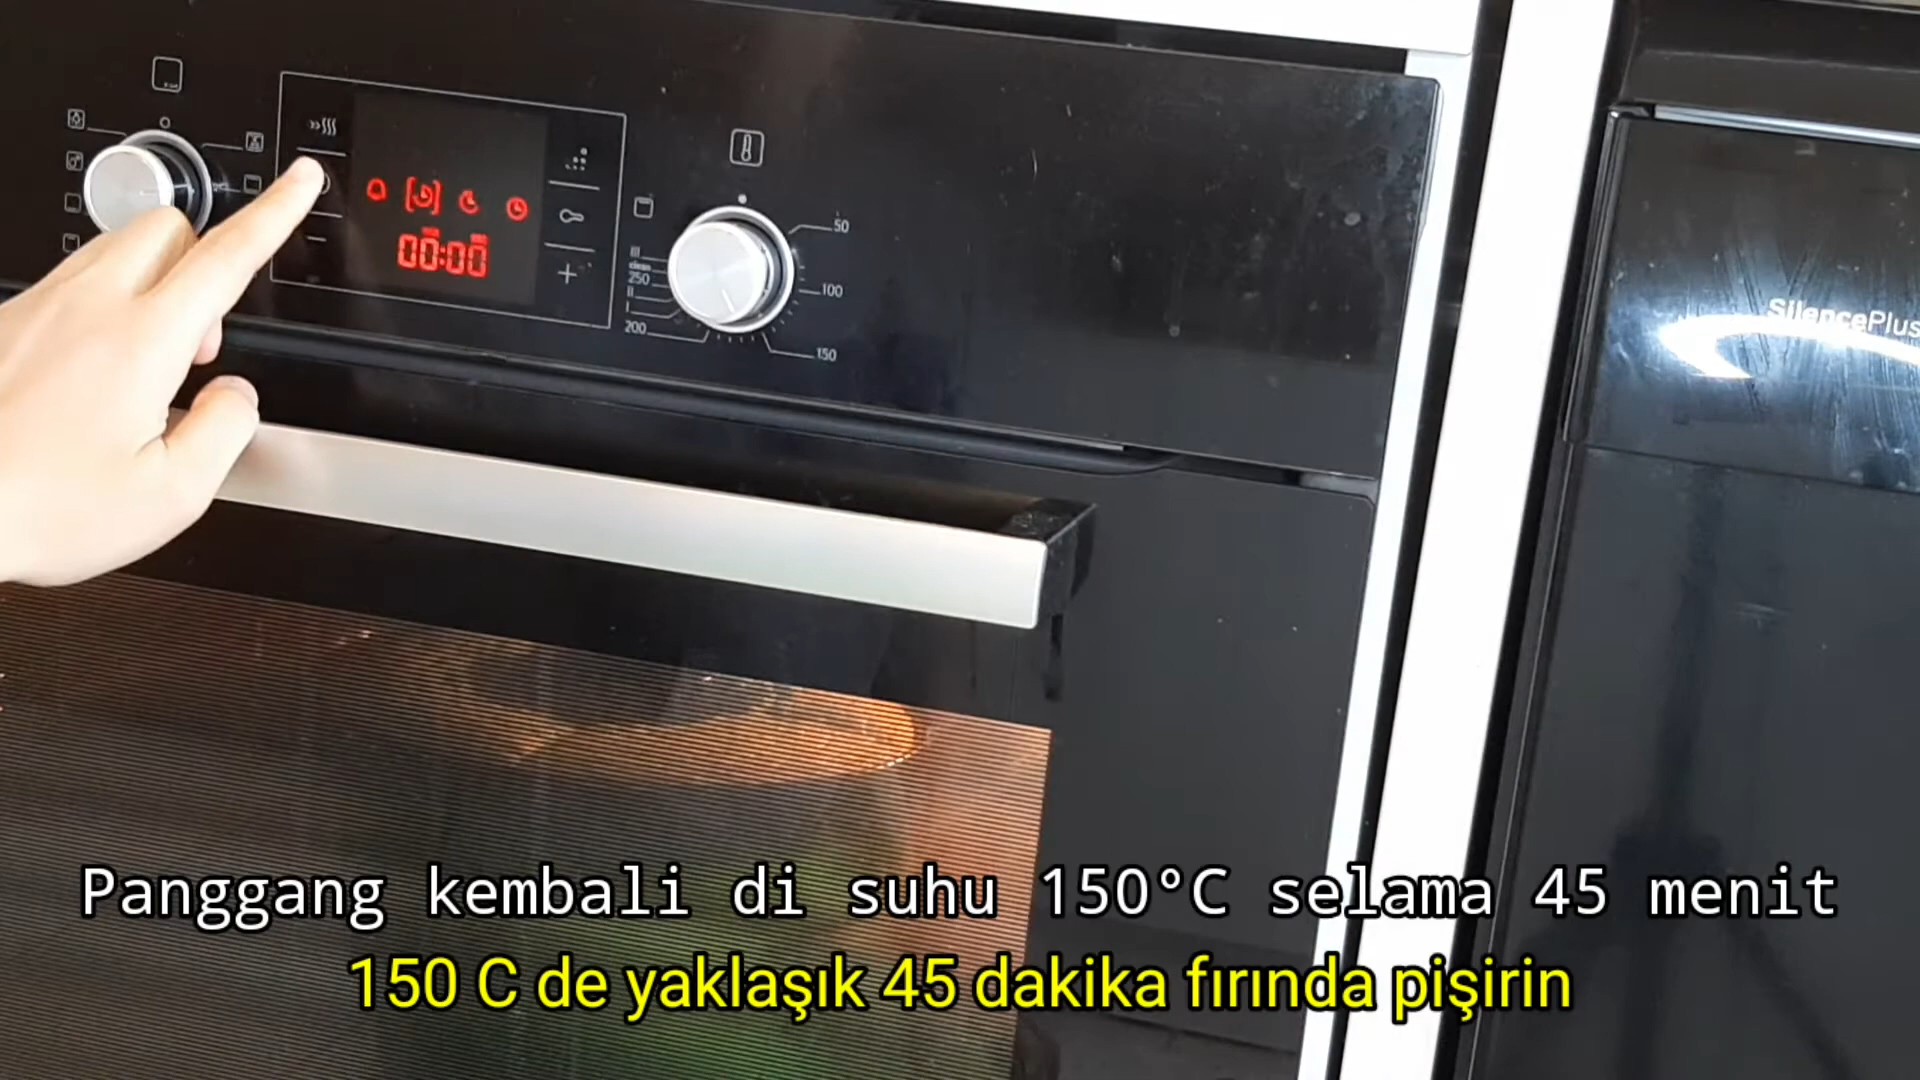 50
100
150
200
250
clean
00:00
SilencePlus
Panggang kembali di suhu 150°C selama 45 menit
150 C de yaklaşık 45 dakika fırında pişirin